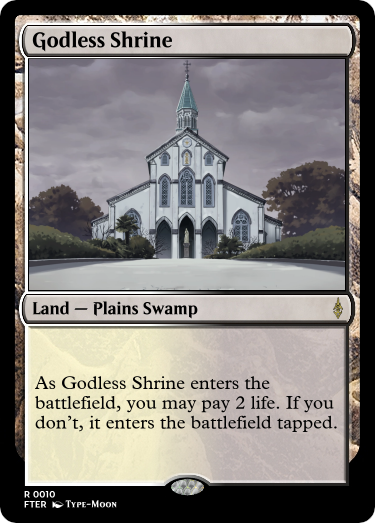 Godless Shrine
Land — Plains Swamp
As Godless Shrine enters the
battlefield, you may pay 2 life. If you
don't, it enters the battlefield tapped.
R 0010
FTER Type-Moon